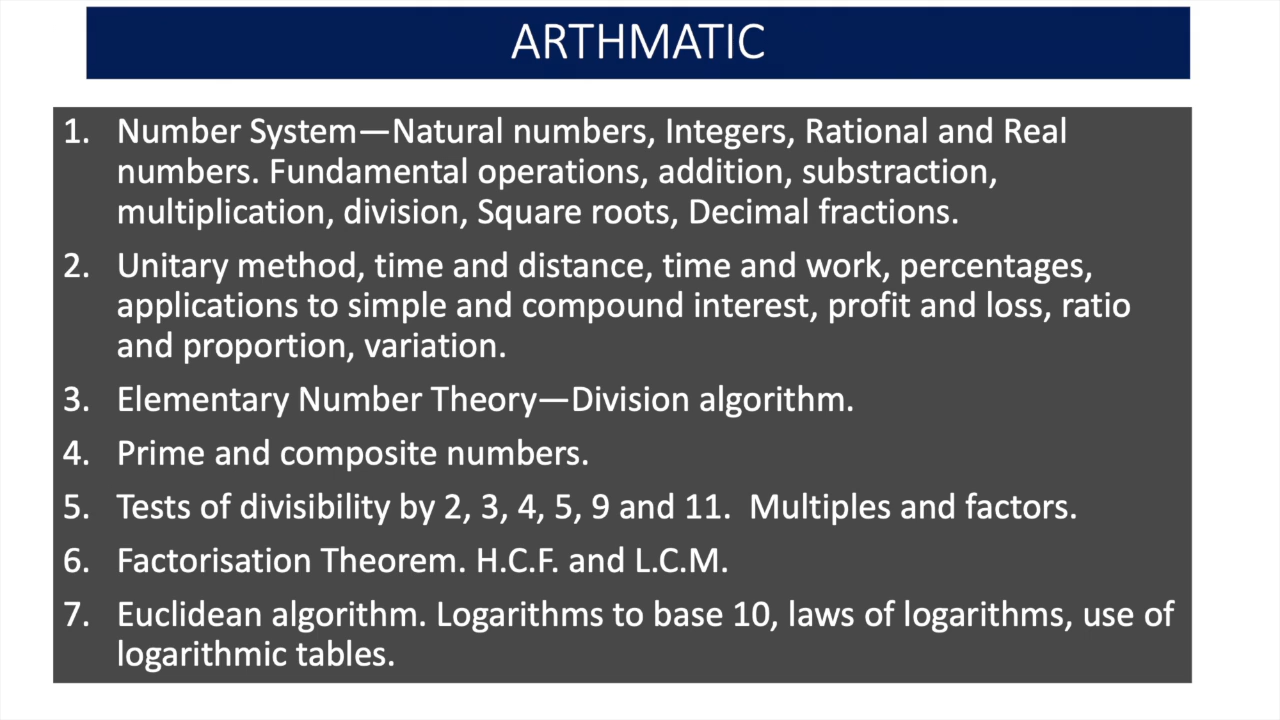 ARTHMATIC
1. Number System—Natural numbers, Integers, Rational and Real
numbers. Fundamental operations, addition, substraction,
multiplication, division, Square roots, Decimal fractions.
2. Unitary method, time and distance, time and work, percentages,
applications to simple and compound interest, profit and loss, ratio
and proportion, variation.
3. Elementary Number Theory—Division algorithm.
4. Prime and composite numbers.
5. Tests of divisibility by 2, 3, 4, 5, 9 and 11.  Multiples and factors.
6. Factorisation Theorem. H.C.F. and L.C.M.
7. Euclidean algorithm. Logarithms to base 10, laws of logarithms, use of
logarithmic tables.